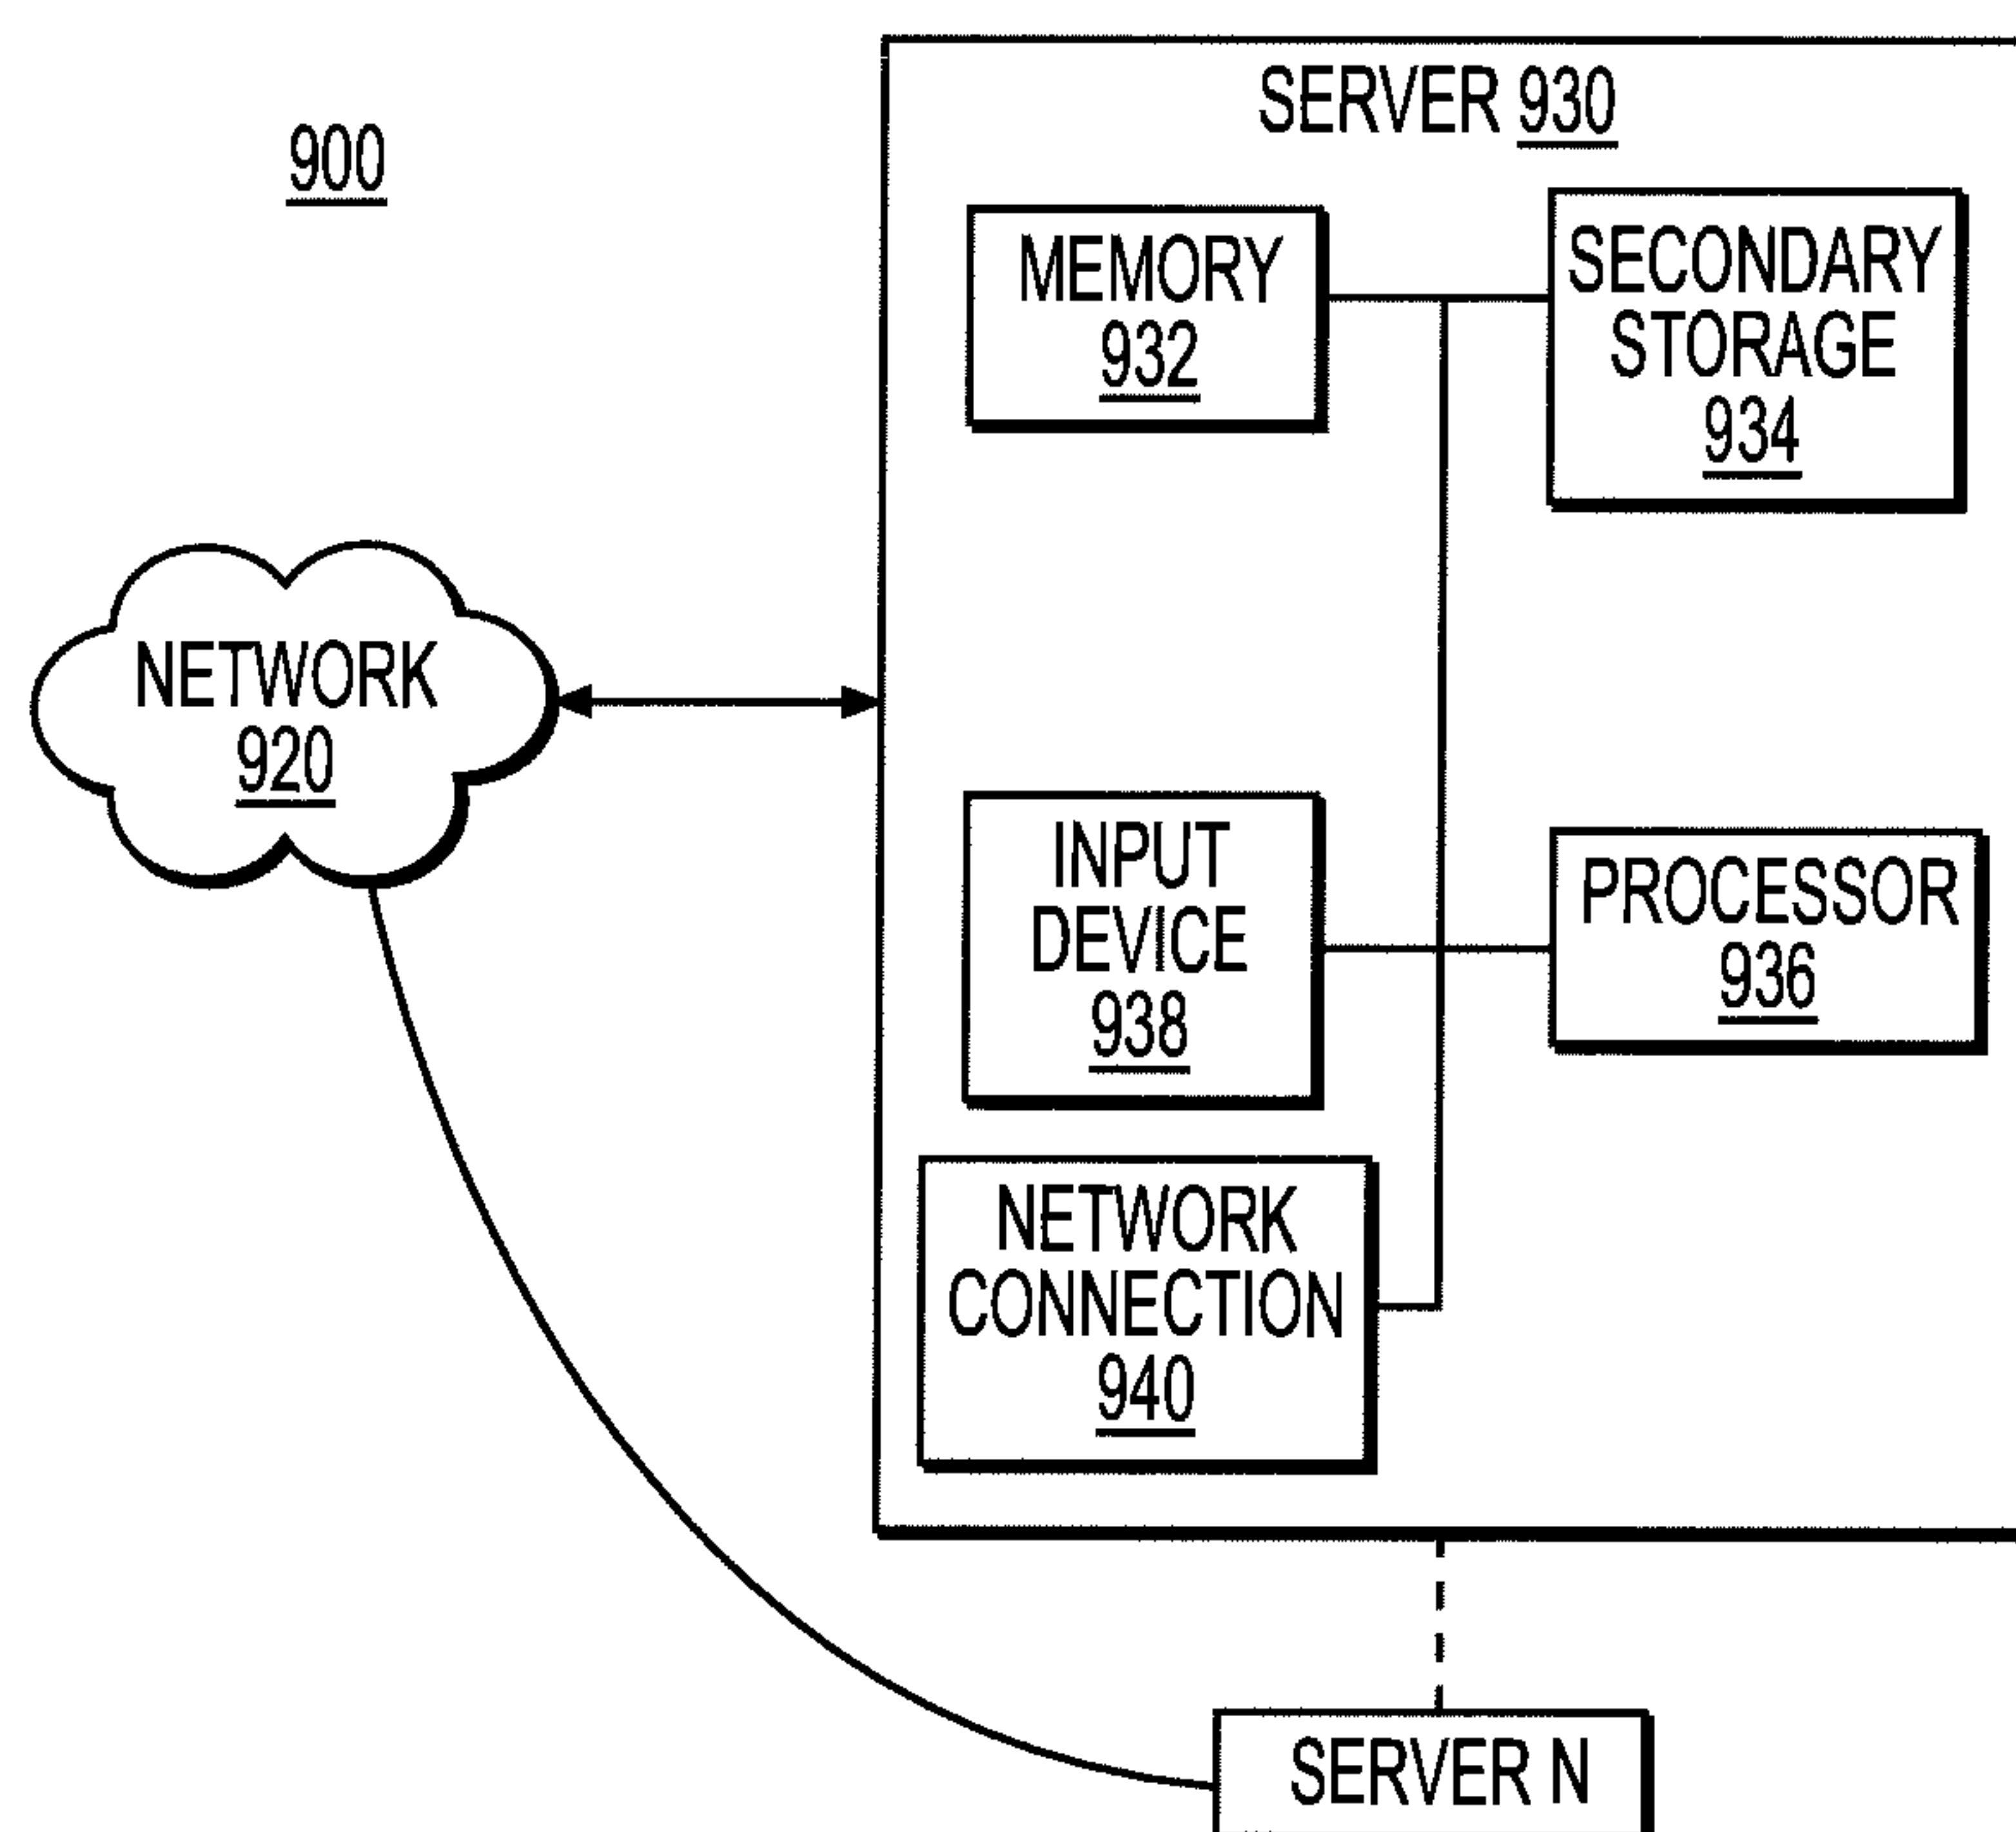 900
SERVER 930
MEMORY
932
SECONDARY
STORAGE
934
NETWORK
920
INPUT
DEVICE
938
PROCESSOR
936
NETWORK
CONNECTION
940
SERVER N